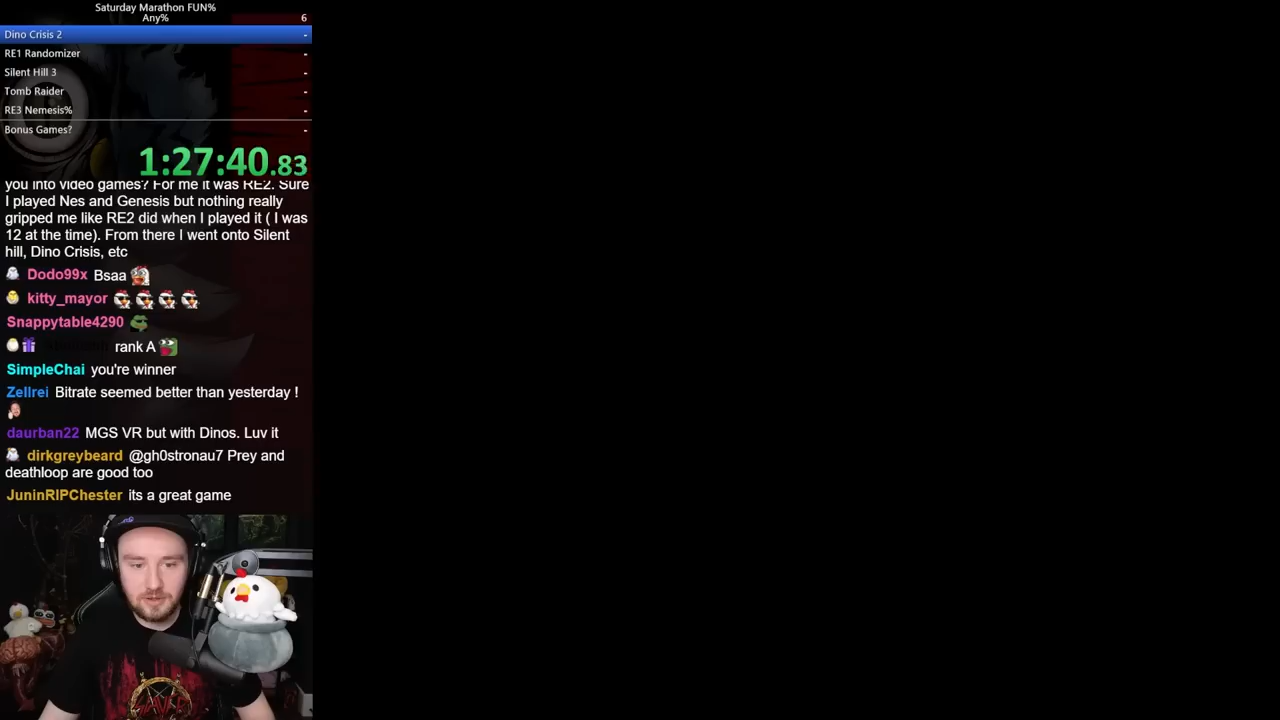 Saturday Marathon FUN%
Any%
6
Dino Crisis 2 -
RE1 Randomizer -
Silent Hill 3 -
Tomb Raider -
RE3 Nemesis% -
Bonus Games? -
1:27:40.83
you into video games? For me it was RE2. Sure
I played Nes and Genesis but nothing really
gripped me like RE2 did when I played it ( I was
12 at the time). From there I went onto Silent
hill, Dino Crisis, etc
Dodo99x Bsaa
kitty_mayor
Snappytable4290
rank A
SimpleChai you're winner
Zellrei Bitrate seemed better than yesterday !
daurban22 MGS VR but with Dinos. Luv it
dirkgreybeard @gh0stronau7 Prey and
deathloop are good too
JuninRIPChester its a great game